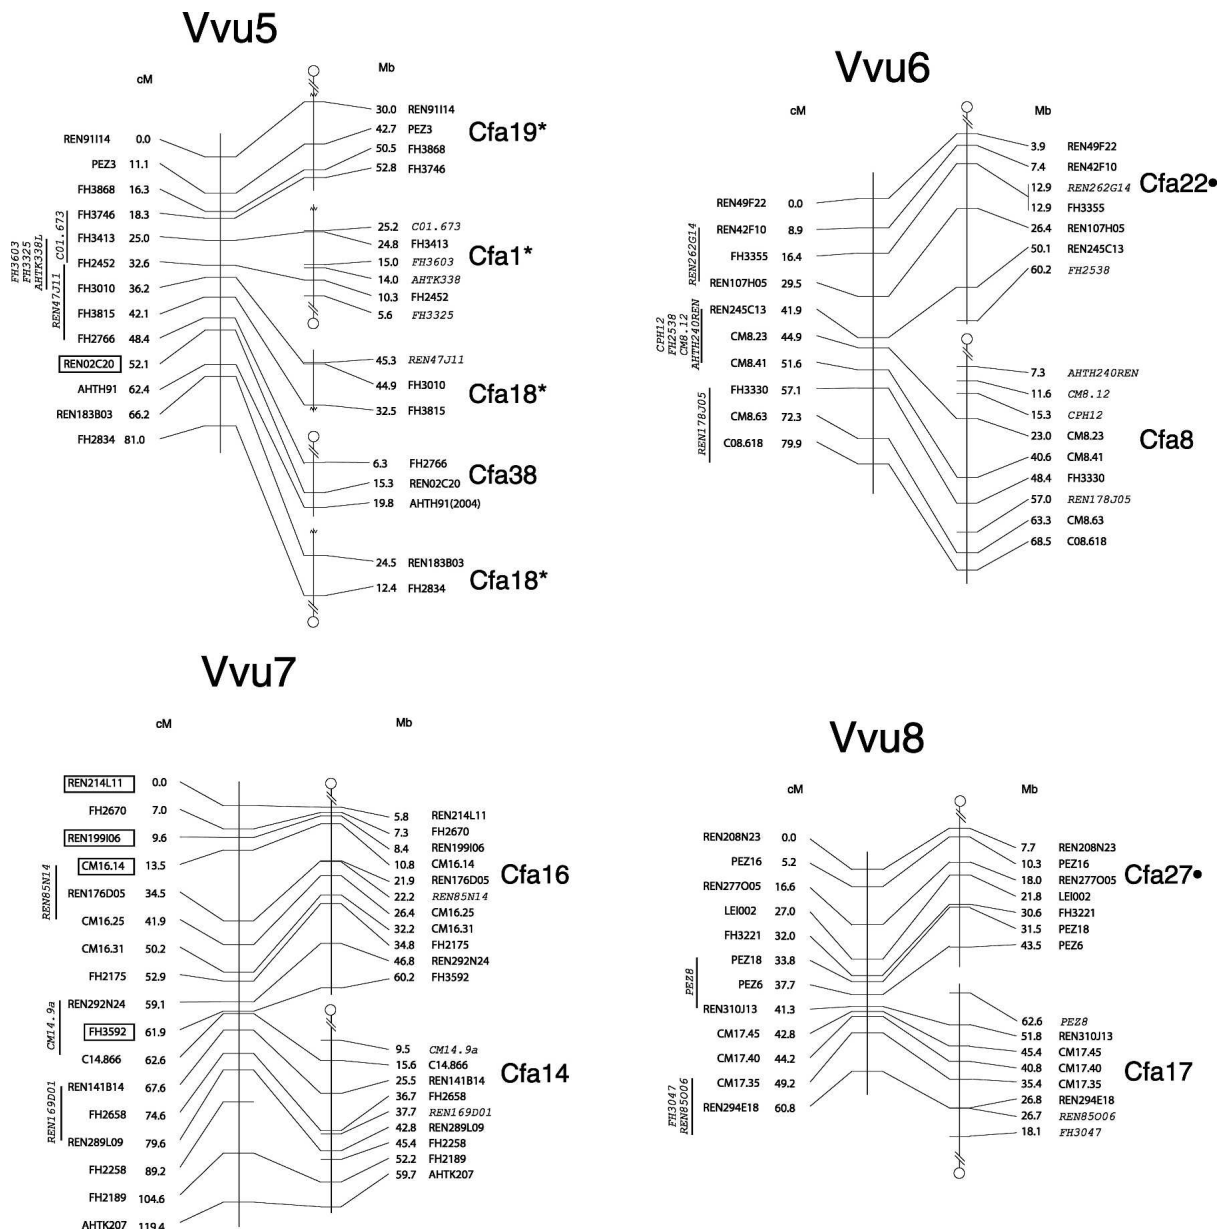 Vvu5
cM
Mb
REN91I14 0.0
PEZ3 11.1
FH3868 16.3
FH3746 18.3
FH3413 25.0
FH2452 32.6
FH3010 36.2
FH3815 42.1
FH2766 48.4
REN02C20 52.1
AHTH91 62.4
REN183B03 66.2
FH2834 81.0
FH3603
FH3325
AHTK338L
C01.673
REN47J11
30.0 REN91I14
42.7 PEZ3
50.5 FH3868
52.8 FH3746
Cfa19*
25.2 C01.673
24.8 FH3413
15.0 FH3603
14.0 AHTK338
10.3 FH2452
5.6 FH3325
Cfa1*
45.3 REN47J11
44.9 FH3010
32.5 FH3815
Cfa18*
6.3 FH2766
15.3 REN02C20
19.8 AHTH91(2004)
Cfa38
24.5 REN183B03
12.4 FH2834
Cfa18*
Vvu6
cM
Mb
REN49F22 0.0
REN42F10 8.9
FH3355 16.4
REN107H05 29.5
REN245C13 41.9
CM8.23 44.9
CM8.41 51.6
FH3330 57.1
CM8.63 72.3
C08.618 79.9
REN262G14
CPH12
FH2538
CM8.12
AHTH240REN
REN178J05
3.9 REN49F22
7.4 REN42F10
12.9 REN262G14
12.9 FH3355
26.4 REN107H05
50.1 REN245C13
60.2 FH2538
Cfa22•
7.3 AHTH240REN
11.6 CM8.12
15.3 CPH12
23.0 CM8.23
40.6 CM8.41
48.4 FH3330
57.0 REN178J05
63.3 CM8.63
68.5 C08.618
Cfa8
Vvu7
cM
Mb
REN214L11 0.0
FH2670 7.0
REN199I06 9.6
CM16.14 13.5
REN176D05 34.5
CM16.25 41.9
CM16.31 50.2
FH2175 52.9
REN292N24 59.1
FH3592 61.9
C14.866 62.6
REN141B14 67.6
FH2658 74.6
REN289L09 79.6
FH2258 89.2
FH2189 104.6
AHTK207 119.4
REN85N14
CM14.9a
REN169D01
5.8 REN214L11
7.3 FH2670
8.4 REN199I06
10.8 CM16.14
21.9 REN176D05
22.2 REN85N14
26.4 CM16.25
32.2 CM16.31
34.8 FH2175
46.8 REN292N24
60.2 FH3592
Cfa16
9.5 CM14.9a
15.6 C14.866
25.5 REN141B14
36.7 FH2658
37.7 REN169D01
42.8 REN289L09
45.4 FH2258
52.2 FH2189
59.7 AHTK207
Cfa14
Vvu8
cM
Mb
REN208N23 0.0
PEZ16 5.2
REN277O05 16.6
LEI002 27.0
FH3221 32.0
PEZ18 33.8
PEZ6 37.7
REN310J13 41.3
CM17.45 42.8
CM17.40 44.2
CM17.35 49.2
REN294E18 60.8
PEZ8
FH3047
REN85O06
7.7 REN208N23
10.3 PEZ16
18.0 REN277O05
21.8 LEI002
30.6 FH3221
31.5 PEZ18
43.5 PEZ6
Cfa27•
62.6 PEZ8
51.8 REN310J13
45.4 CM17.45
40.8 CM17.40
35.4 CM17.35
26.8 REN294E18
26.7 REN85O06
18.1 FH3047
Cfa17